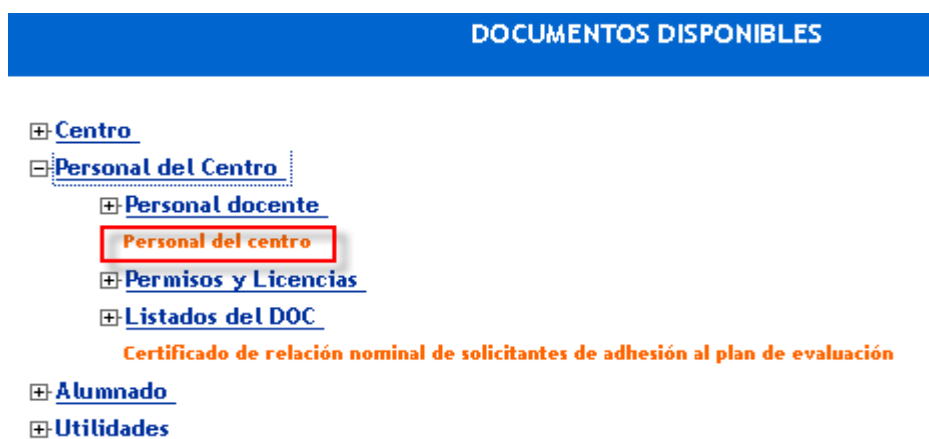 DOCUMENTOS DISPONIBLES
Centro
Personal del Centro
Personal docente
Personal del centro
Permisos y Licencias
Listados del DOC
Certificado de relación nominal de solicitantes de adhesión al plan de evaluación
Alumnado
Utilidades